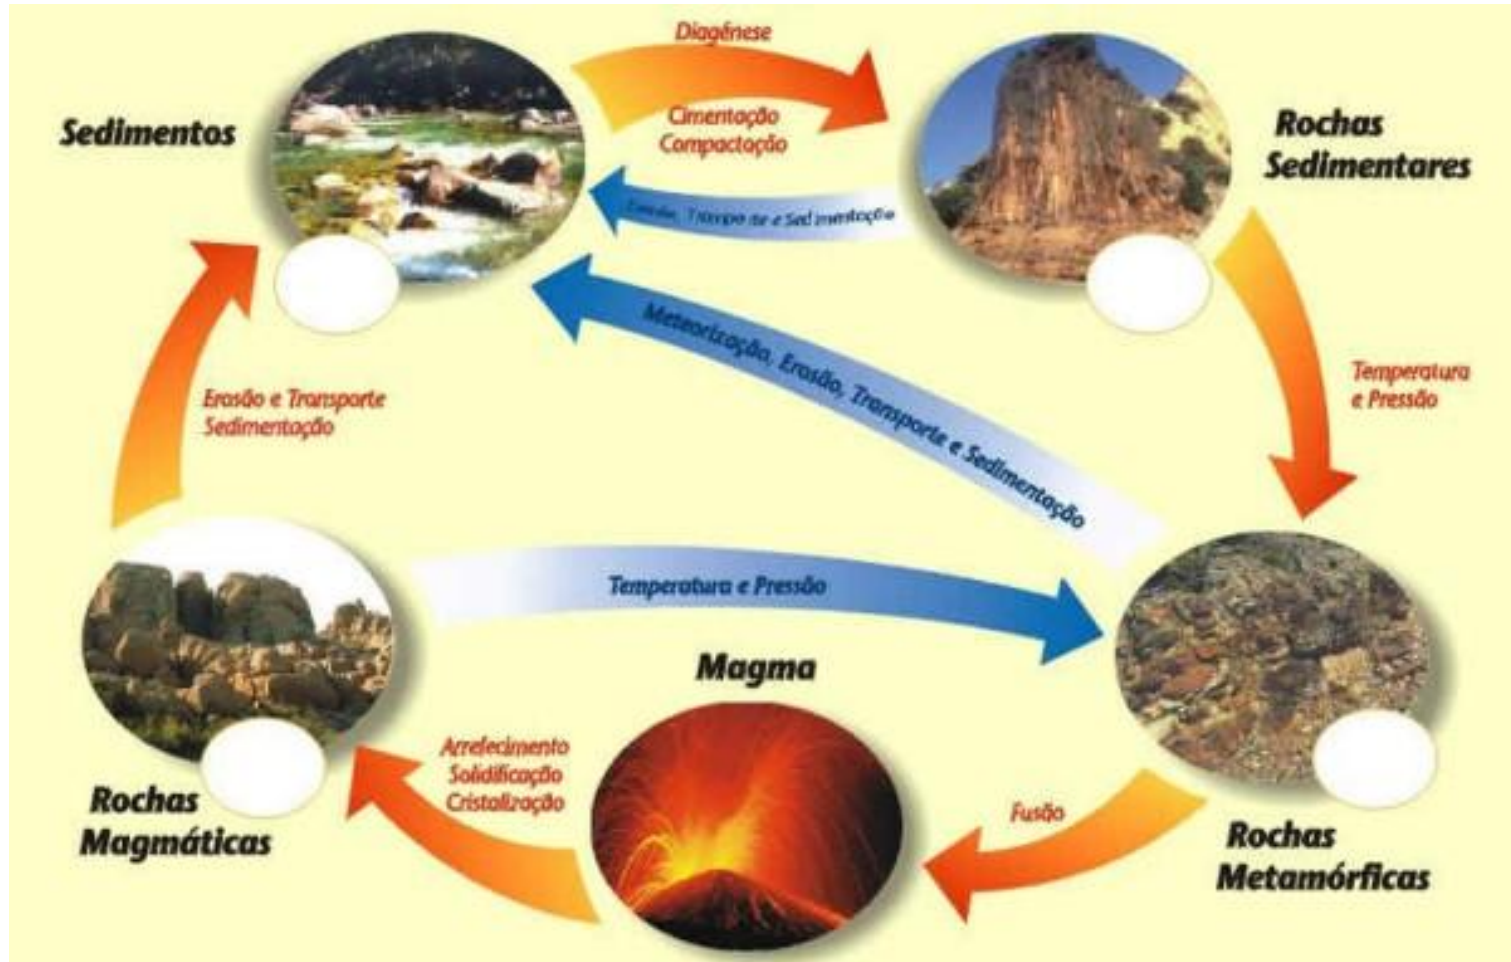 Diagénese
Cimentação
Compactação
Sedimentos
Rochas
Sedimentares
e Sedimentação
Meteorização, Erosão, Transporte e Sedimentação
Erosão e Transporte
Sedimentação
Temperatura
e Pressão
Temperatura e Pressão
Magma
Arrefecimento
Solidificação
Cristalização
Fusão
Rochas
Magmáticas
Rochas
Metamórficas